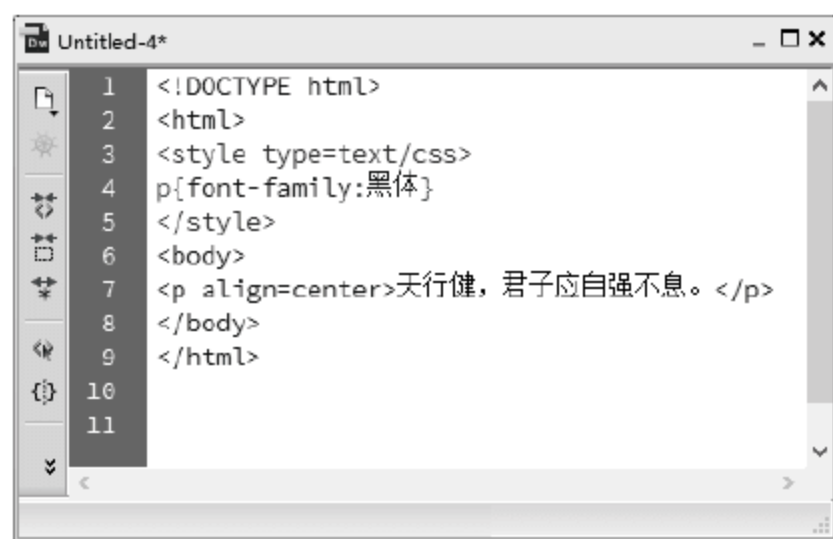 Untitled-4*
1 <!DOCTYPE html>
2 <html>
3 <style type=text/css>
4 p{font-family:黑体}
5 </style>
6 <body>
7 <p align=center>天行健，君子应自强不息。</p>
8 </body>
9 </html>
10
11